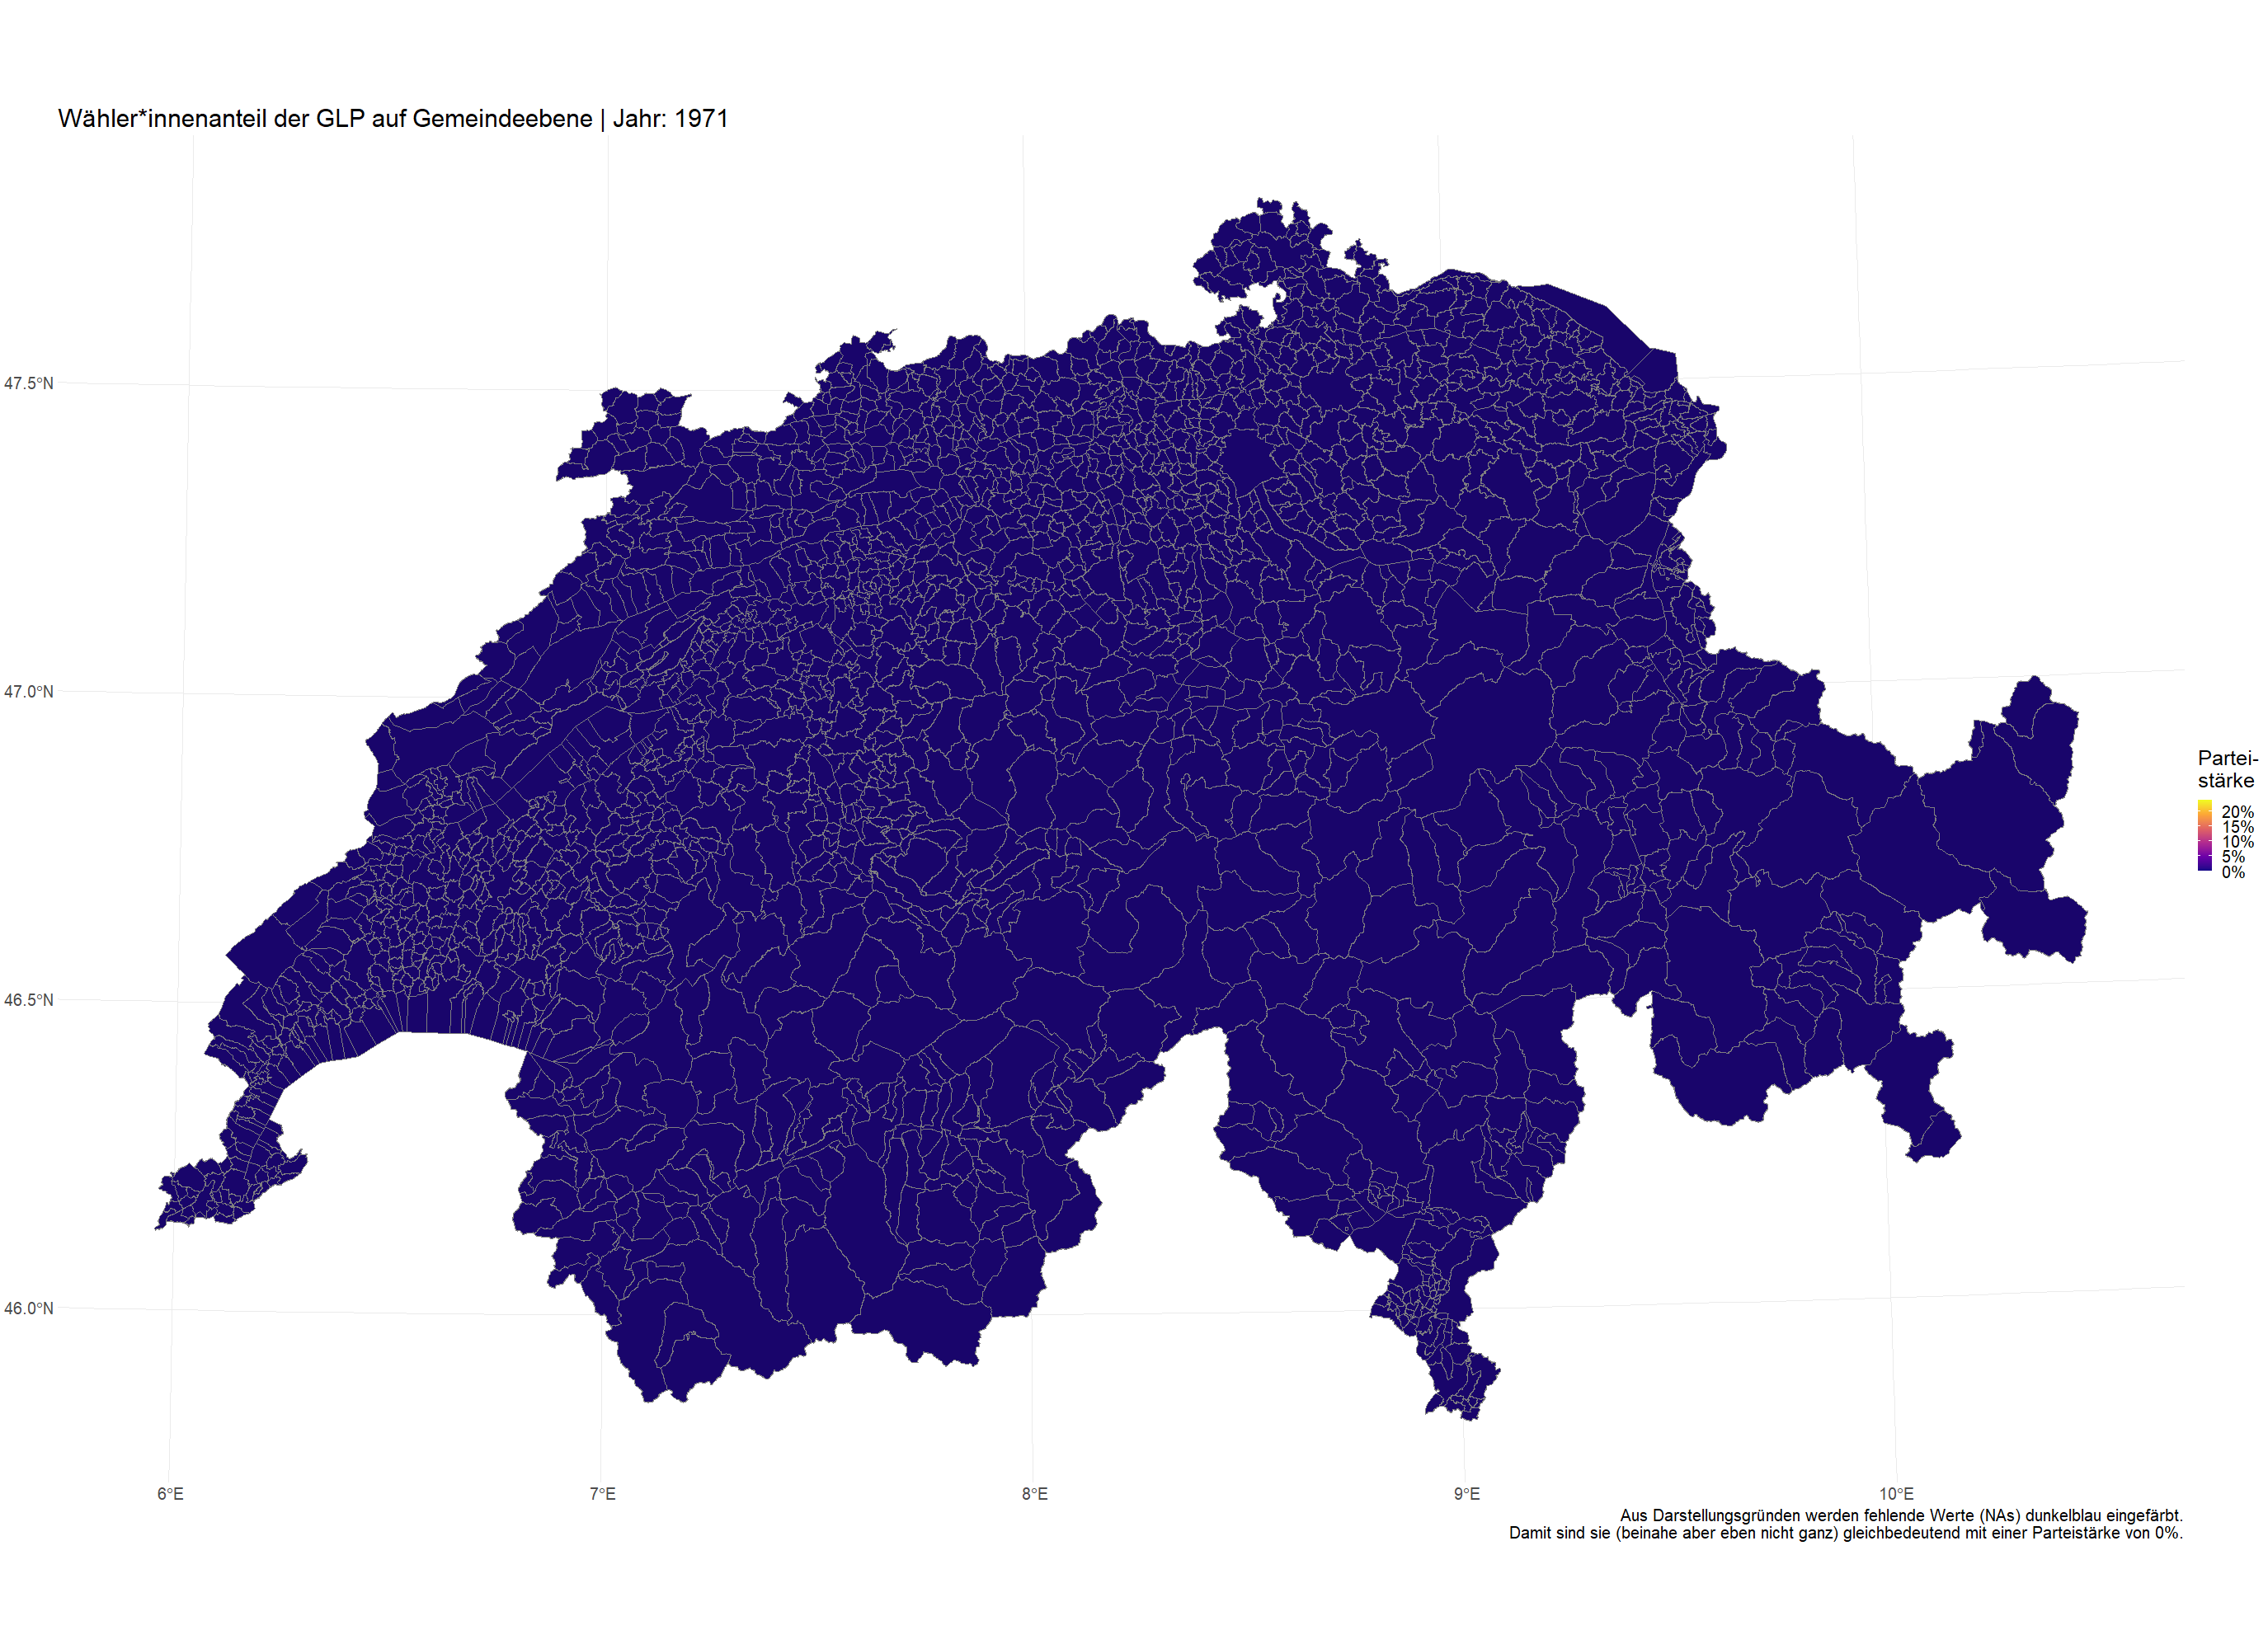 Wähler*innenanteil der GLP auf Gemeindeebene | Jahr: 1971
47.5°N
47.0°N
46.5°N
46.0°N
6°E
7°E
8°E
9°E
10°E
Partei-
stärke
20%
15%
10%
5%
0%
Aus Darstellungsgründen werden fehlende Werte (NAs) dunkelblau eingefärbt.
Damit sind sie (beinahe aber eben nicht ganz) gleichbedeutend mit einer Parteistärke von 0%.